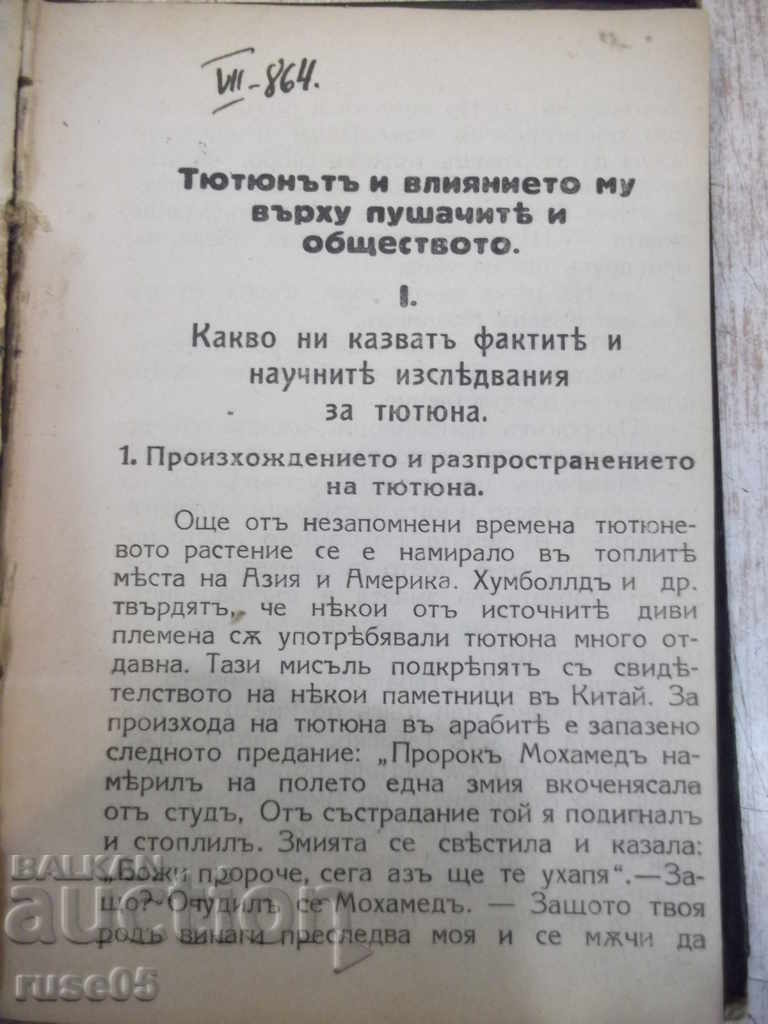 VII-864.
Тютюнътъ и влиянието му
върху пушачитѣ и
обществото.
I.
Какво ни казватъ фактитѣ и
научнитѣ изслѣдвания
за тютюна.
1. Произхождението и разпространението
на тютюна.
Още отъ незапомнени времена тютюне-
вото растение се е намирало въ топлитѣ
мѣста на Азия и Америка. Хумболлдъ и др.
твърдятъ, че нѣкои отъ източнитѣ диви
племена сѫ употрѣбявали тютюна много от-
давна. Тази мисъль подкрѣпятъ съ свидѣ-
телството на нѣкои паметници въ Китай. За
произхода на тютюна въ арабитѣ е запазено
следното предание: „Пророкъ Мохамедъ на-
мѣрилъ на полето една змия вкоченясала
отъ студъ, Отъ състрадание той я подигналъ
и стоплилъ. Змията се свѣстила и казала:
„Божи пророче, сега азъ ще те ухапя“.—За-
що?-Очудилъ се Мохамедъ. — Защото твоя
родъ винаги преследва моя и се мѫчи да
BALKAN
auction
ruse05